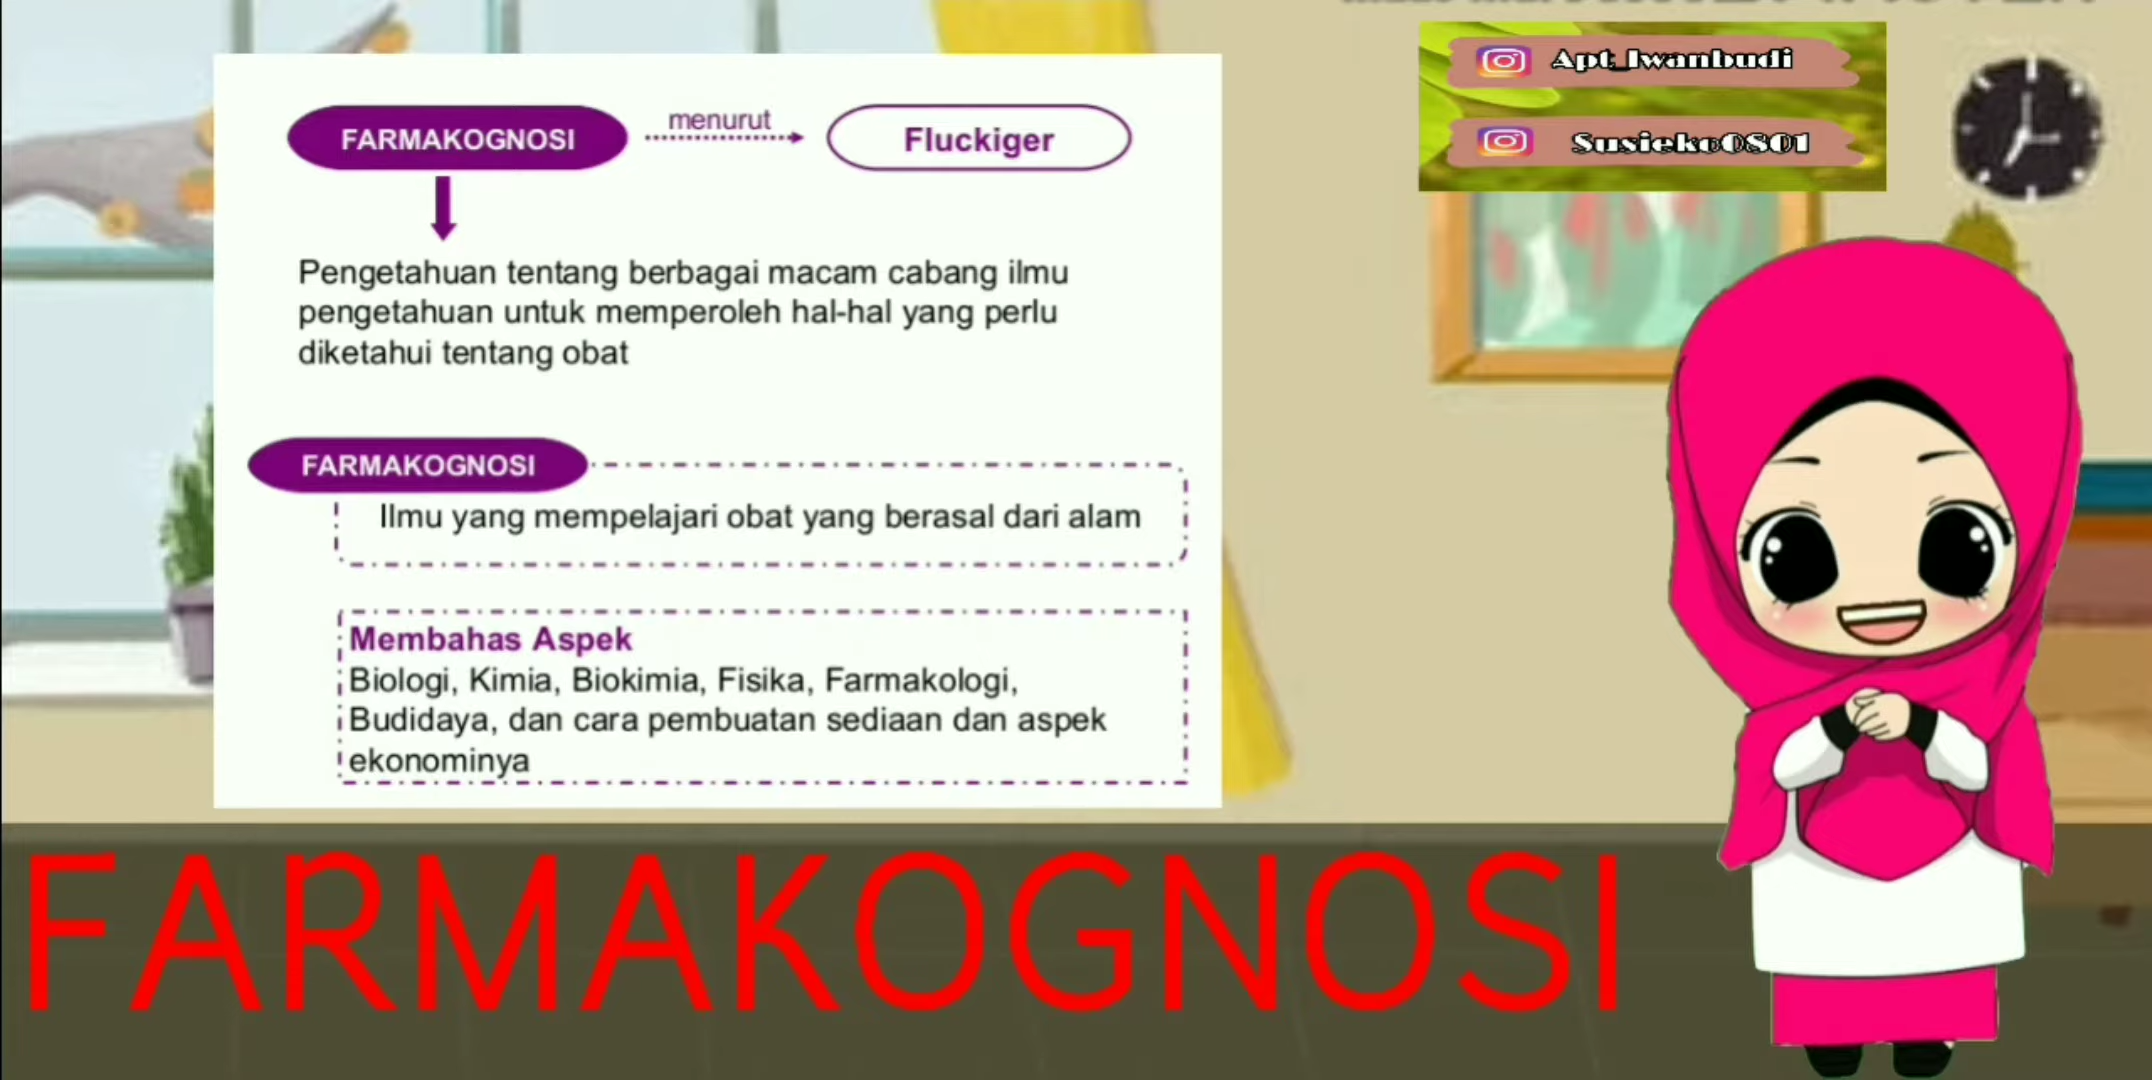 FARMAKOGNOSI
menurut
Fluckiger
Pengetahuan tentang berbagai macam cabang ilmu
pengetahuan untuk memperoleh hal-hal yang perlu
diketahui tentang obat
FARMAKOGNOSI
Ilmu yang mempelajari obat yang berasal dari alam
Membahas Aspek
Biologi, Kimia, Biokimia, Fisika, Farmakologi,
Budidaya, dan cara pembuatan sediaan dan aspek
ekonominya
Apt_Iwanbudi
Susieko0801
FARMAKOGNOSI